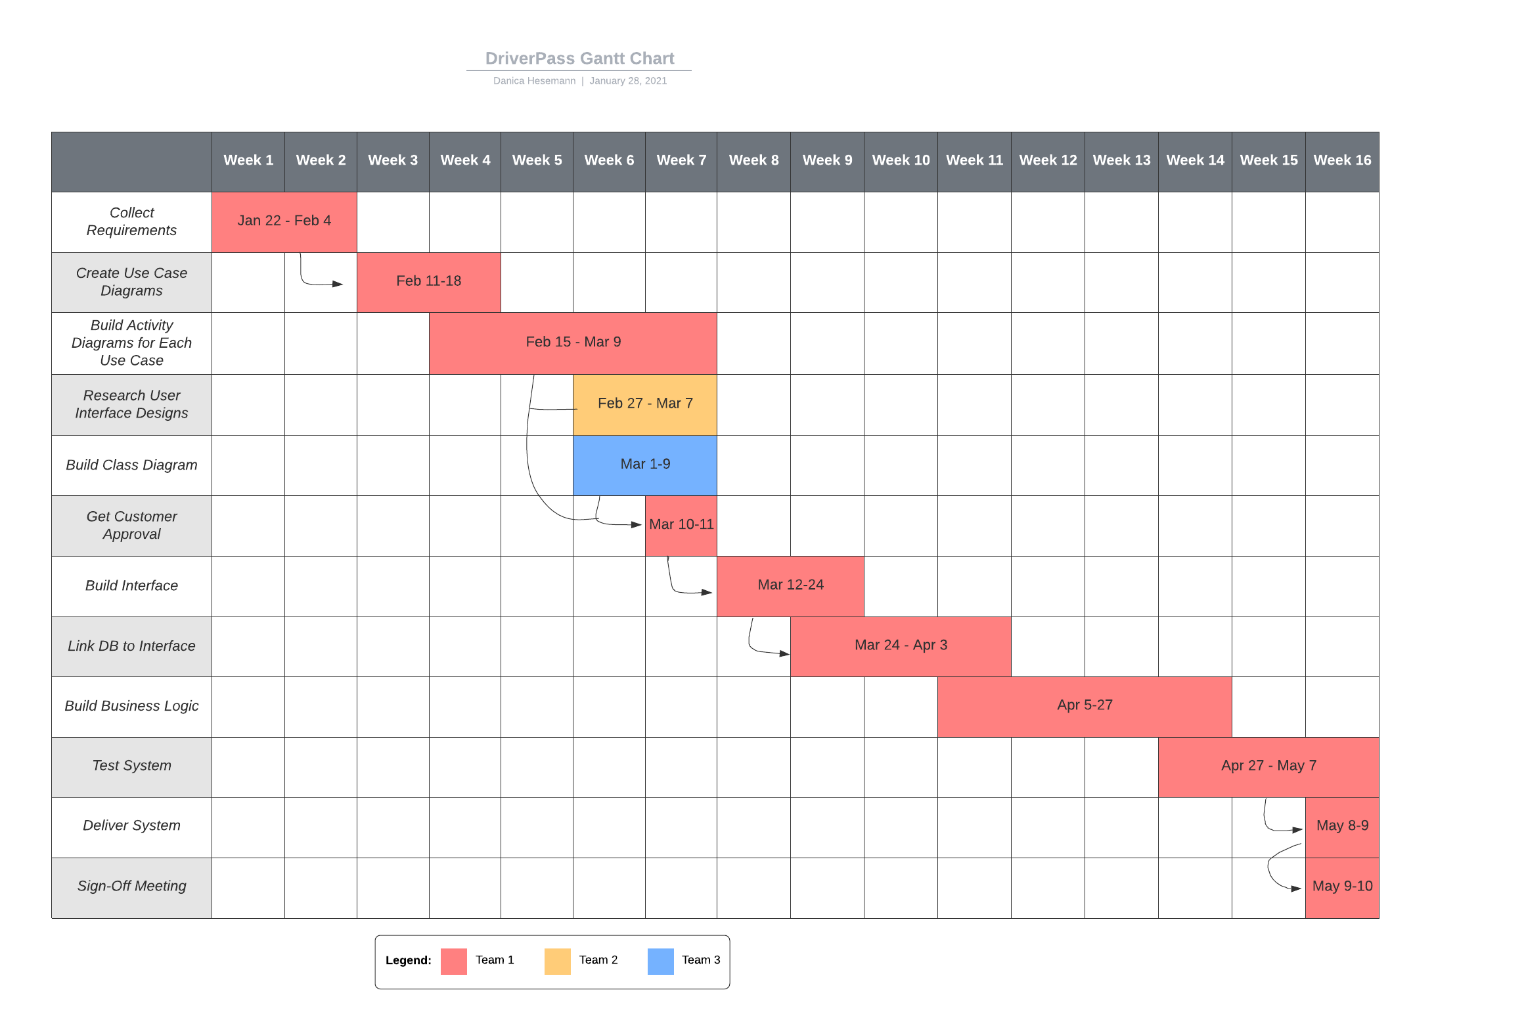 DriverPass Gantt Chart
Danica Hesemann | January 28, 2021
Week 1 Week 2 Week 3 Week 4 Week 5 Week 6 Week 7 Week 8 Week 9 Week 10 Week 11 Week 12 Week 13 Week 14 Week 15 Week 16
Collect
Requirements
Jan 22 - Feb 4
Create Use Case
Diagrams
Feb 11-18
Build Activity
Diagrams for Each
Use Case
Feb 15 - Mar 9
Research User
Interface Designs
Feb 27 - Mar 7
Build Class Diagram
Mar 1-9
Get Customer
Approval
Mar 10-11
Build Interface
Mar 12-24
Link DB to Interface
Mar 24 - Apr 3
Build Business Logic
Apr 5-27
Test System
Apr 27 - May 7
Deliver System
May 8-9
Sign-Off Meeting
May 9-10
Legend: Team 1 Team 2 Team 3